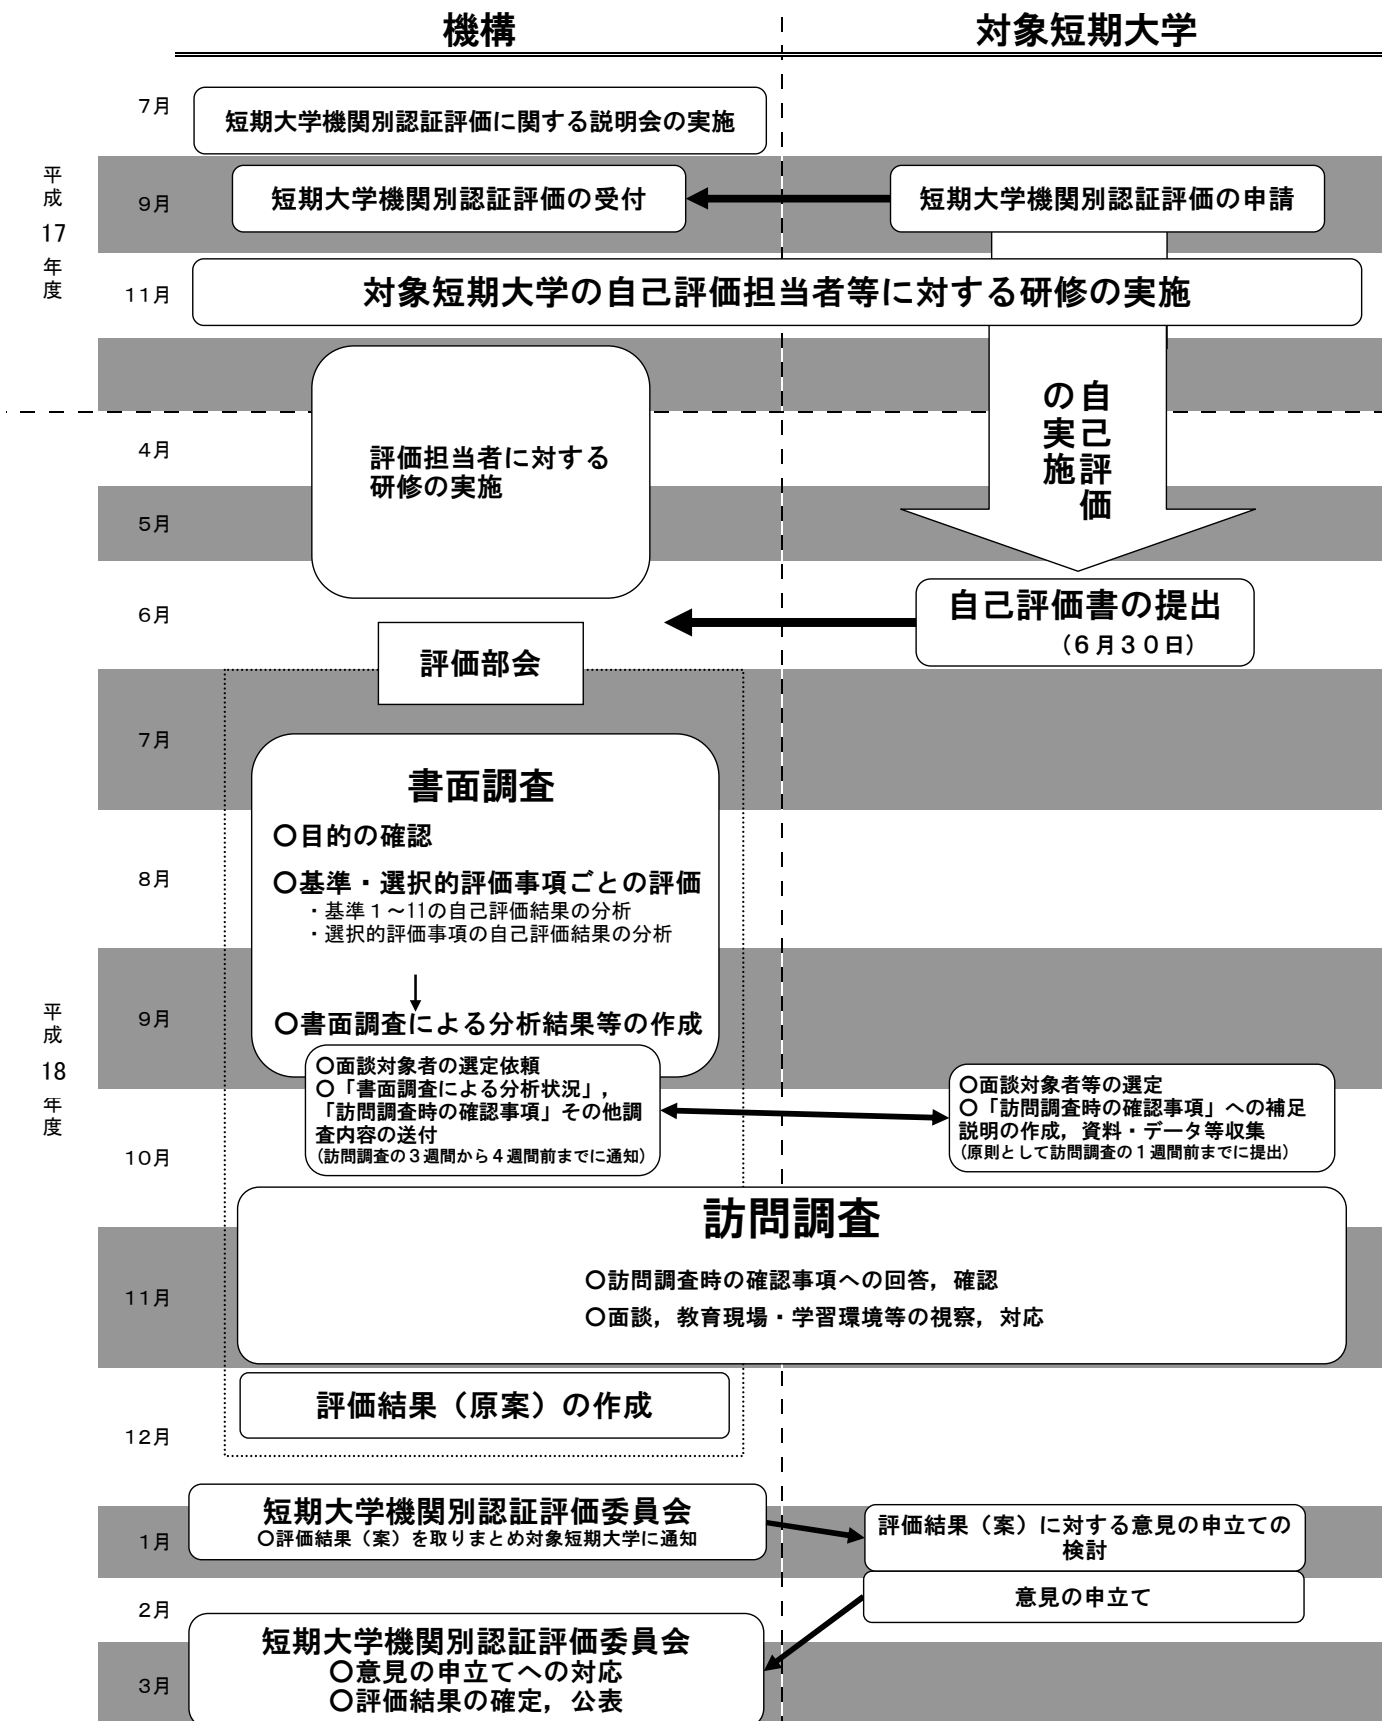 機構
対象短期大学
平成17年度
7月
短期大学機関別認証評価に関する説明会の実施
9月
短期大学機関別認証評価の受付
短期大学機関別認証評価の申請
11月
対象短期大学の自己評価担当者等に対する研修の実施
自己評価
の実施
平成18年度
4月
評価担当者に対する
研修の実施
5月
6月
自己評価書の提出
(6月30日)
評価部会
7月
書面調査
〇目的の確認
8月
〇基準・選択的評価事項ごとの評価
・基準1～11の自己評価結果の分析
・選択的評価事項の自己評価結果の分析
9月
〇書面調査による分析結果等の作成
〇面談対象者の選定依頼
〇「書面調査による分析状況」，
「訪問調査時の確認事項」その他調
査内容の送付
(訪問調査の3週間から4週間前までに通知)
〇面談対象者等の選定
〇「訪問調査時の確認事項」への補足
説明の作成，資料・データ等収集
(原則として訪問調査の1週間前までに提出)
10月
訪問調査
〇訪問調査時の確認事項への回答，確認
11月
〇面談，教育現場・学習環境等の視察，対応
評価結果（原案）の作成
12月
短期大学機関別認証評価委員会
〇評価結果（案）を取りまとめ対象短期大学に通知
1月
評価結果（案）に対する意見の申立ての
検討
意見の申立て
2月
短期大学機関別認証評価委員会
〇意見の申立てへの対応
3月
〇評価結果の確定，公表